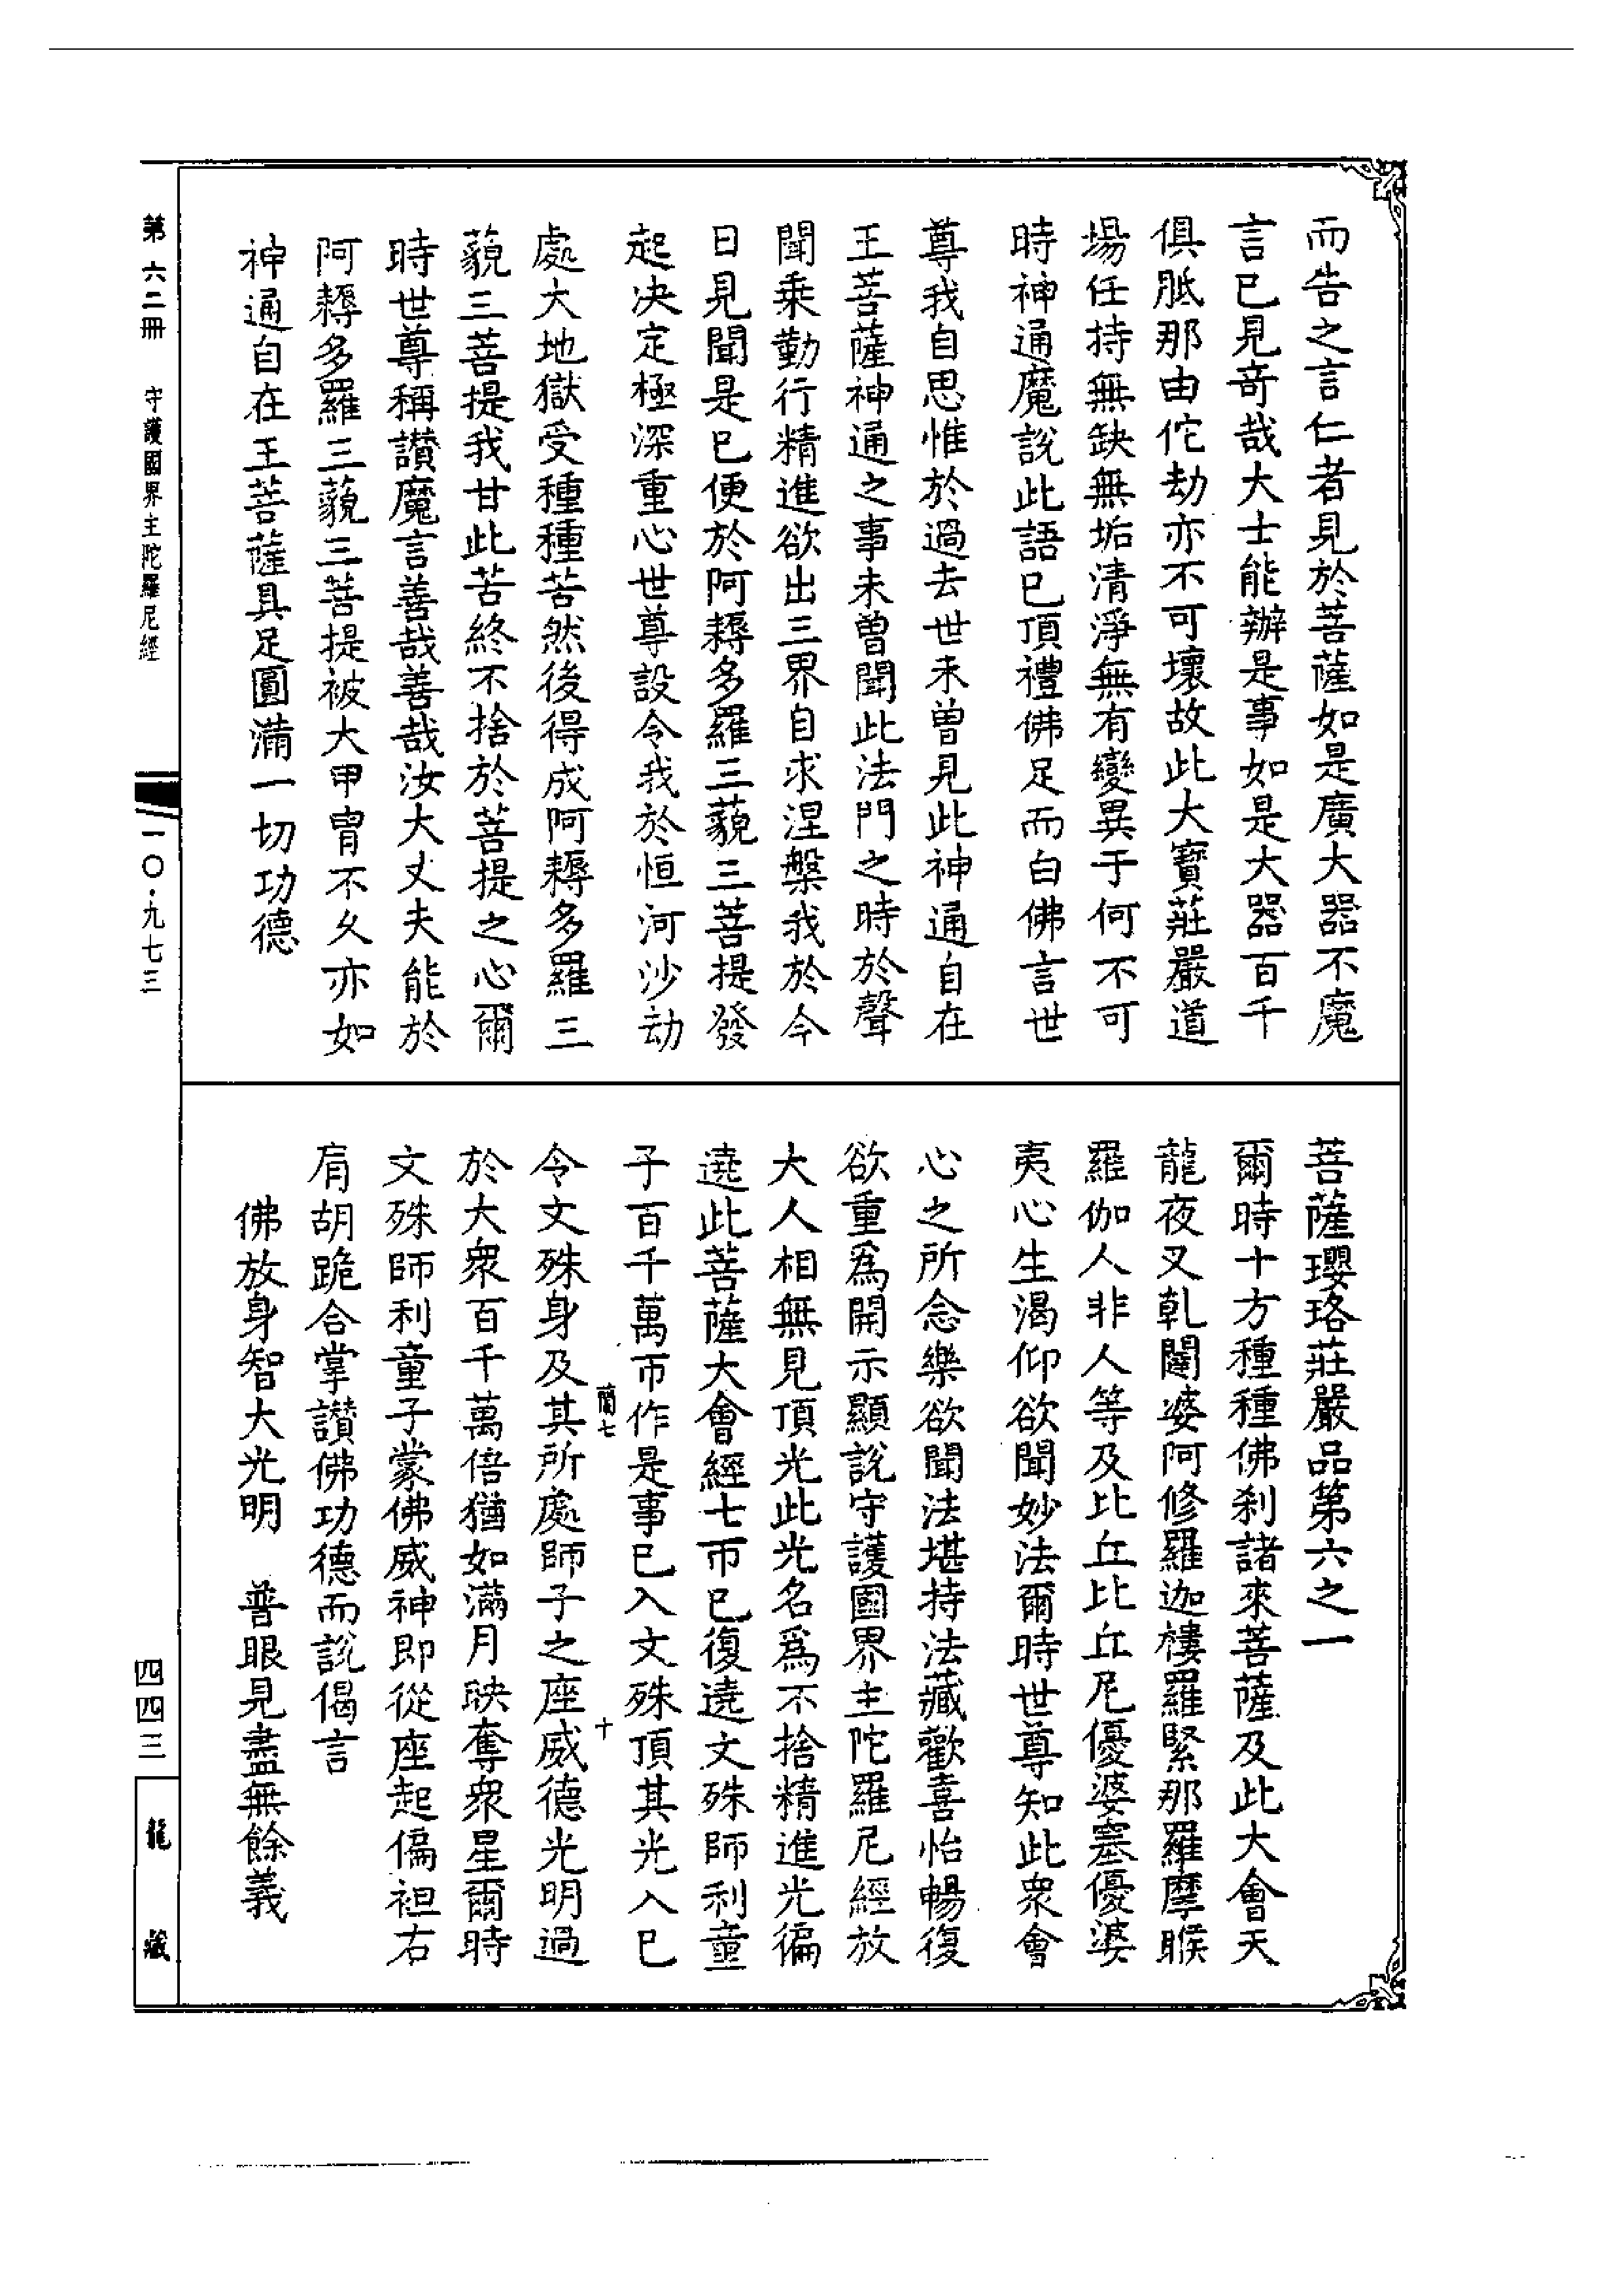 而告之言仁者見於菩薩如是廣大器不魔
言已見奇哉大士能辦是事如是大器百千
俱胝那由佗劫亦不可壞故此大寶莊嚴道
場任持無缺無垢清淨無有變異于何不可
時神通魔說此語已頂禮佛足而白佛言世
尊我自思惟於過去世未曾見此神通自在
王菩薩神通之事未曾聞此法門之時於聲
聞乘勤行精進欲出三界自求涅槃我於今
日見聞是已便於阿耨多羅三藐三菩提發
起決定極深重心世尊設令我於恒河沙劫
處大地獄受種種苦然後得成阿耨多羅三
藐三菩提我甘此苦終不捨於菩提之心爾
時世尊稱讚魔言善哉善哉汝大丈夫能於
阿耨多羅三藐三菩提被大甲冑不久亦如
神通自在王菩薩具足圓滿一切功德
菩薩瓔珞莊嚴品第六之一
爾時十方種種佛刹諸來菩薩及此大會天
龍夜叉乾闥婆阿修羅迦樓羅緊那羅摩睺
羅伽人非人等及比丘比丘尼優婆塞優婆
夷心生渴仰欲聞妙法爾時世尊知此衆會
心之所念樂欲聞法堪持法藏歡喜怡暢復
欲重爲開示顯說守護國界主陀羅尼經放
大人相無見頂光此光名爲不捨精進光徧
遶此菩薩大會經七帀已復遶文殊師利童
子百千萬帀作是事已入文殊頂其光入已
蘭七
十
令文殊身及其所處師子之座威德光明過
於大衆百千萬倍猶如滿月映奪衆星爾時
文殊師利童子蒙佛威神即從座起偏袒右
肩胡跪合掌讚佛功德而說偈言
佛放身智大光明　普眼見盡無餘義
第六二冊　守護國界主陀羅尼經
一〇·九七三
四四三
龍藏